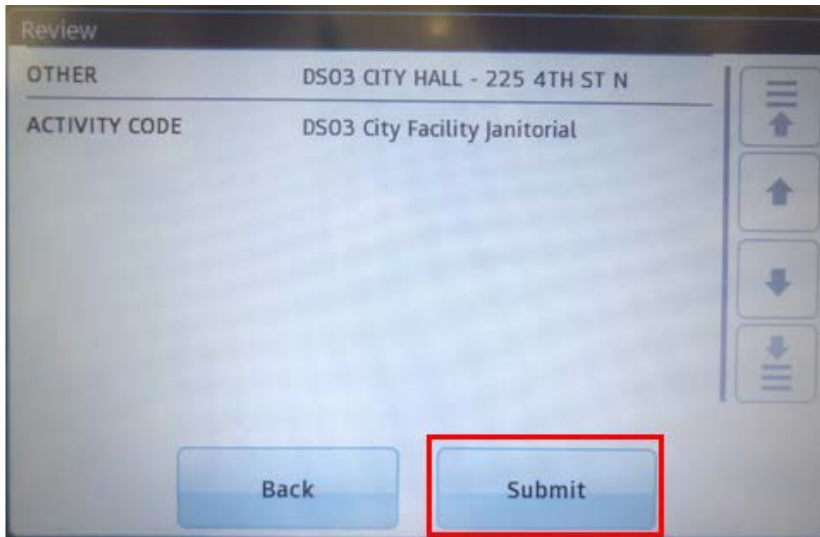 Review
OTHER DS03 CITY HALL - 225 4TH ST N
ACTIVITY CODE DS03 City Facility Janitorial
Back Submit